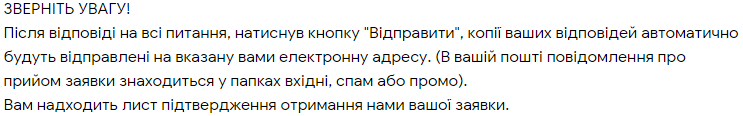 ЗВЕРНІТЬ УВАГУ!
Після відповіді на всі питання, натиснув кнопку "Відправити", копії ваших відповідей автоматично
будуть відправлені на вказану вами електронну адресу. (В вашій пошті повідомлення про
прийом заявки знаходиться у папках вхідні, спам або промо).
Вам надходить лист підтвердження отримання нами вашої заявки.